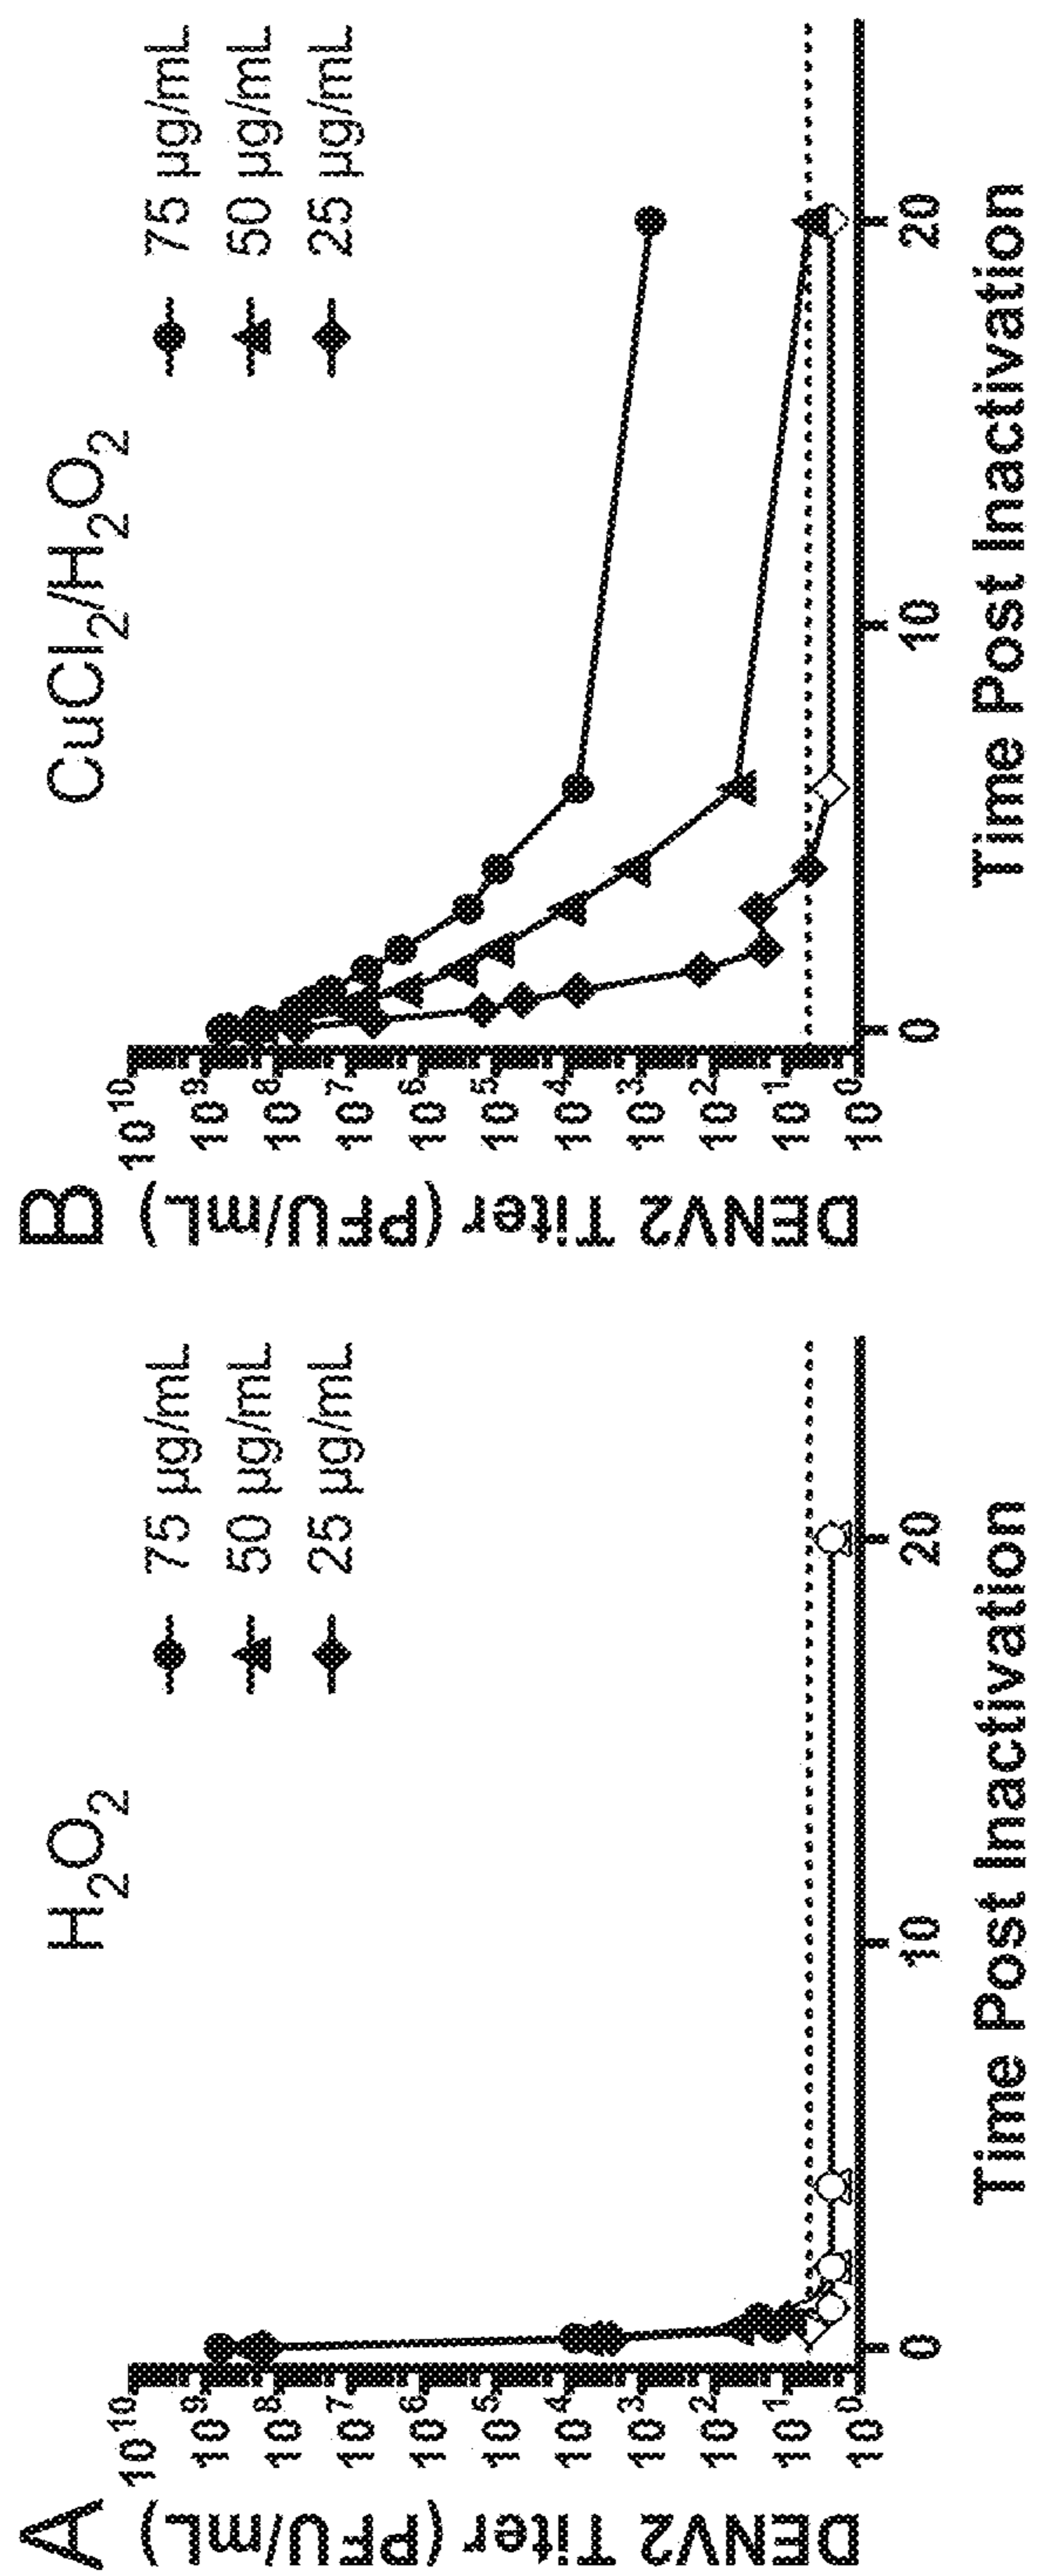 A
H2O2
DENV2 Titer (PFU/mL)
10^10
10^9
10^8
10^7
10^6
10^5
10^4
10^3
10^2
10^1
10^0
75 µg/mL
50 µg/mL
25 µg/mL
0 10 20
Time Post Inactivation
B
CuCl2/H2O2
DENV2 Titer (PFU/mL)
10^10
10^9
10^8
10^7
10^6
10^5
10^4
10^3
10^2
10^1
10^0
75 µg/mL
50 µg/mL
25 µg/mL
0 10 20
Time Post Inactivation